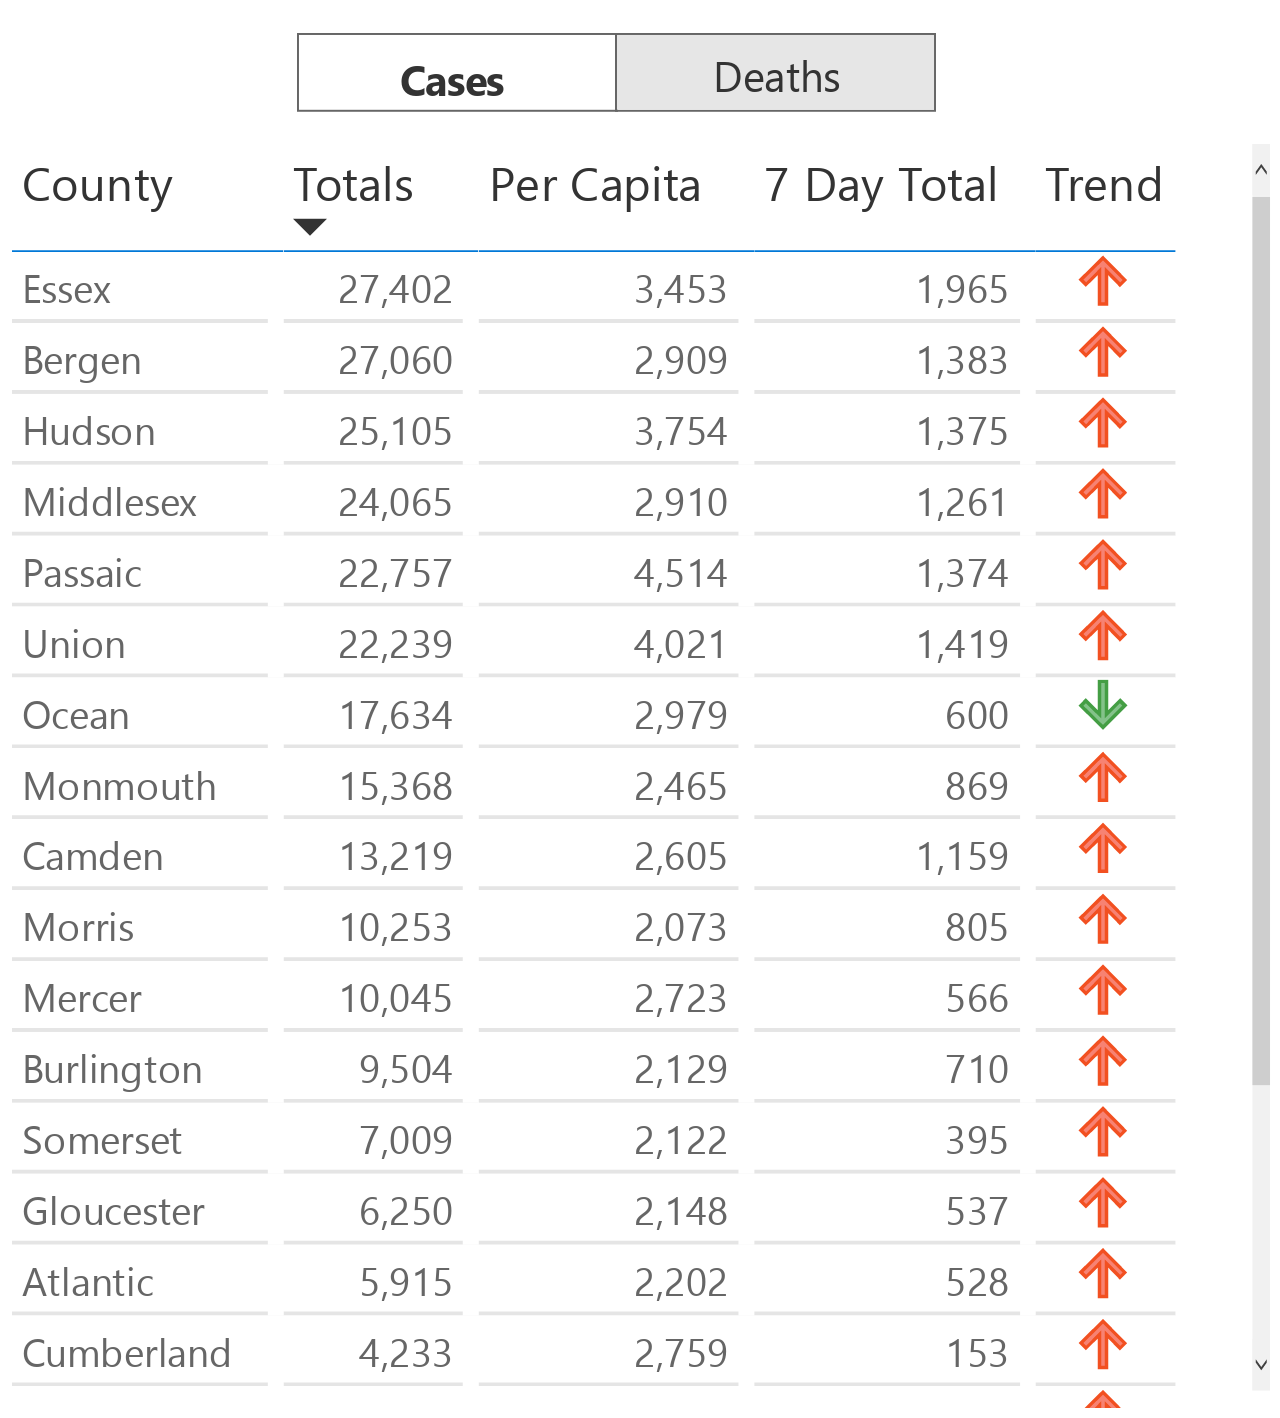 Cases Deaths
County Totals Per Capita 7 Day Total Trend
Essex 27,402 3,453 1,965
Bergen 27,060 2,909 1,383
Hudson 25,105 3,754 1,375
Middlesex 24,065 2,910 1,261
Passaic 22,757 4,514 1,374
Union 22,239 4,021 1,419
Ocean 17,634 2,979 600
Monmouth 15,368 2,465 869
Camden 13,219 2,605 1,159
Morris 10,253 2,073 805
Mercer 10,045 2,723 566
Burlington 9,504 2,129 710
Somerset 7,009 2,122 395
Gloucester 6,250 2,148 537
Atlantic 5,915 2,202 528
Cumberland 4,233 2,759 153